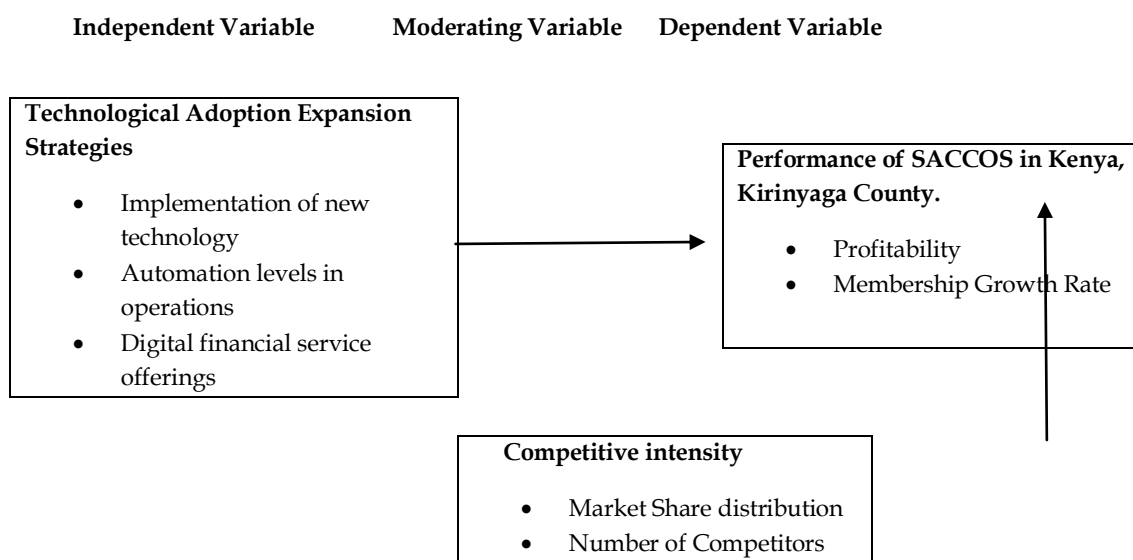 Independent Variable Moderating Variable Dependent Variable
Technological Adoption Expansion
Strategies
• Implementation of new
technology
• Automation levels in
operations
• Digital financial service
offerings
Performance of SACCOS in Kenya,
Kirinyaga County.
• Profitability
• Membership Growth Rate
Competitive intensity
• Market Share distribution
• Number of Competitors